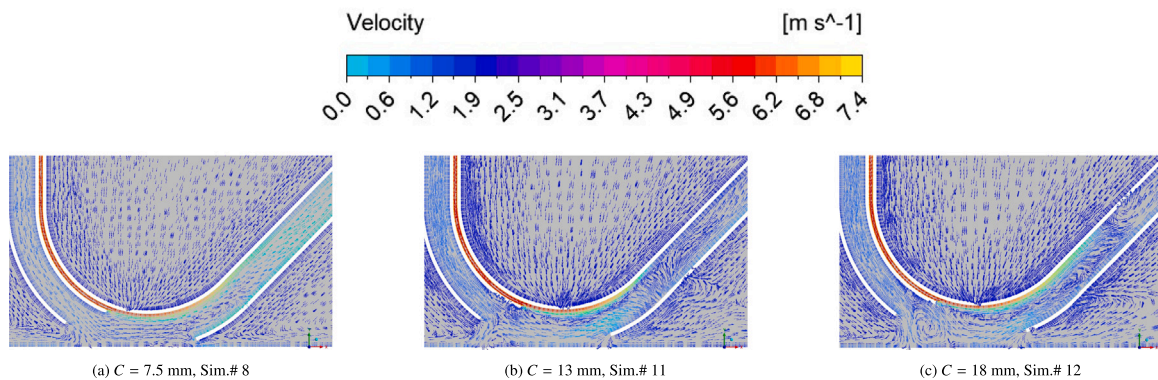 Velocity [m s^-1]
0.0 0.6 1.2 1.9 2.5 3.1 3.7 4.3 4.9 5.6 6.2 6.8 7.4
(a) C = 7.5 mm, Sim.# 8 (b) C = 13 mm, Sim.# 11 (c) C = 18 mm, Sim.# 12